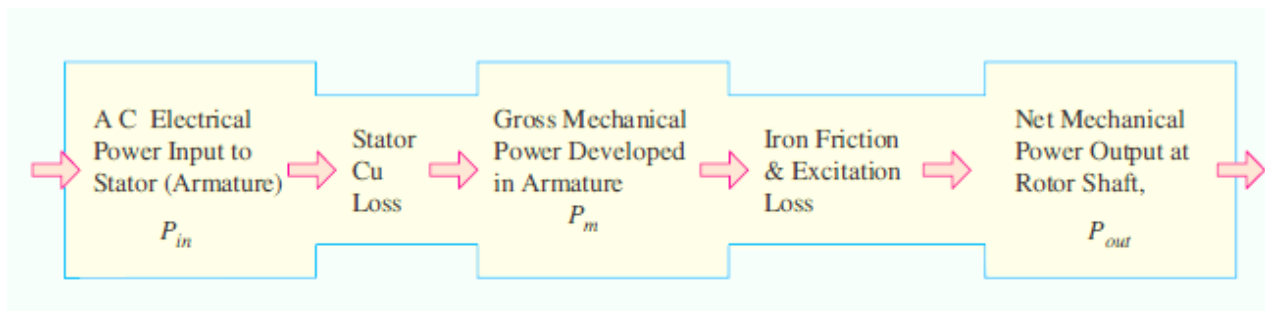 A C Electrical
Power Input to
Stator (Armature)
P_in
Stator
Cu
Loss
Gross Mechanical
Power Developed
in Armature
P_m
Iron Friction
& Excitation
Loss
Net Mechanical
Power Output at
Rotor Shaft,
P_out